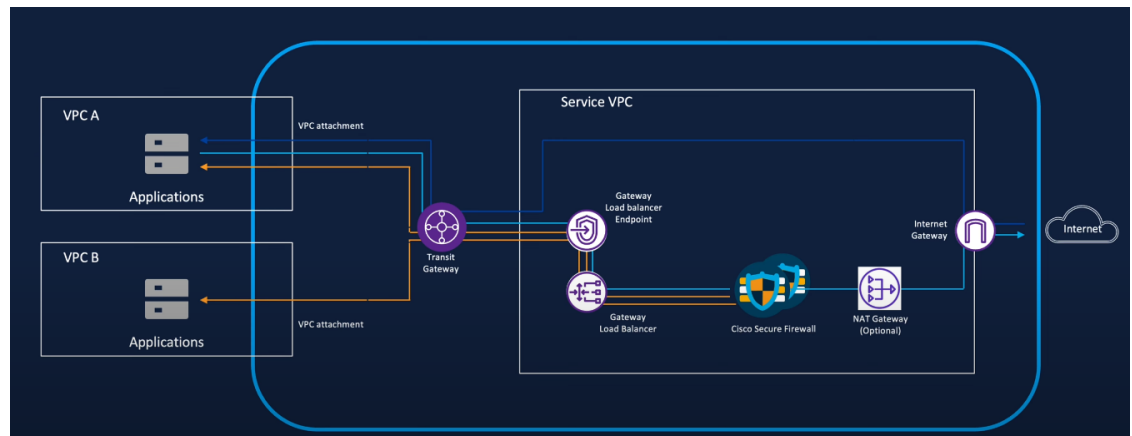 VPC A
Applications
VPC attachment
VPC B
Applications
VPC attachment
Transit
Gateway
Service VPC
Gateway
Load balancer
Endpoint
Gateway
Load Balancer
Cisco Secure Firewall
NAT Gateway
(Optional)
Internet
Gateway
Internet